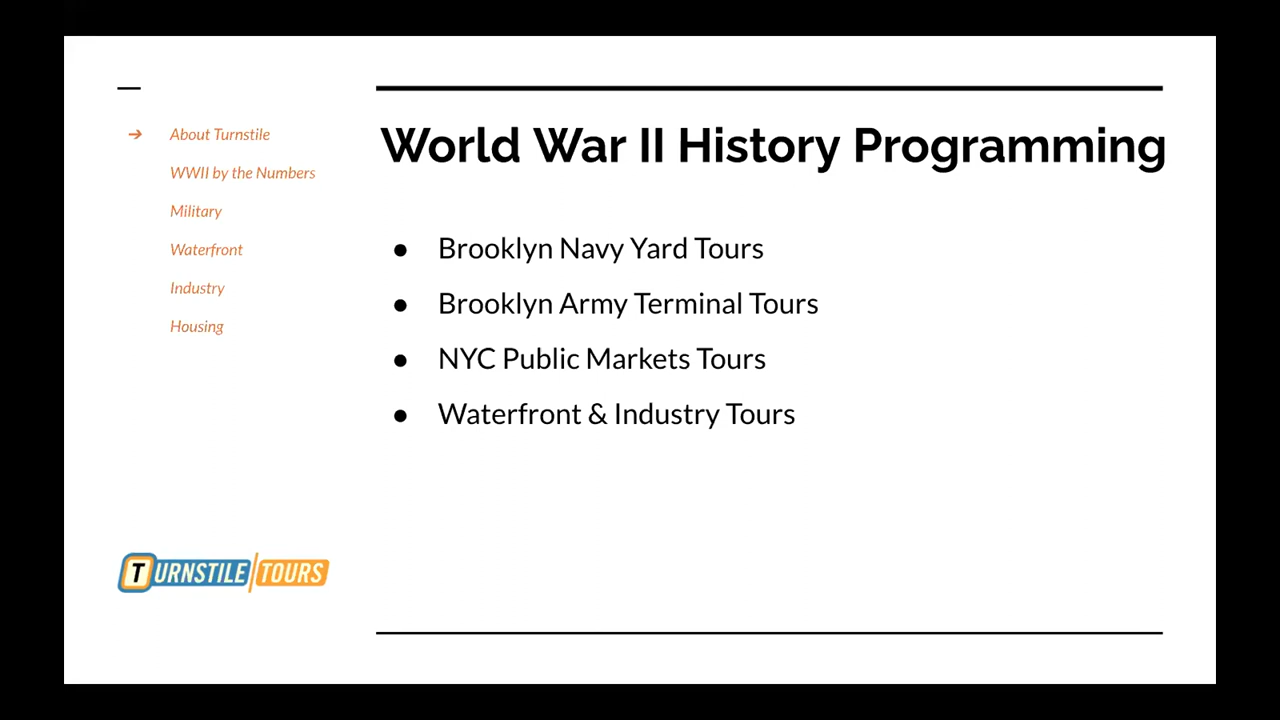 ➔ About Turnstile
WWII by the Numbers
Military
Waterfront
Industry
Housing
World War II History Programming
● Brooklyn Navy Yard Tours
● Brooklyn Army Terminal Tours
● NYC Public Markets Tours
● Waterfront & Industry Tours
TURNSTILE TOURS